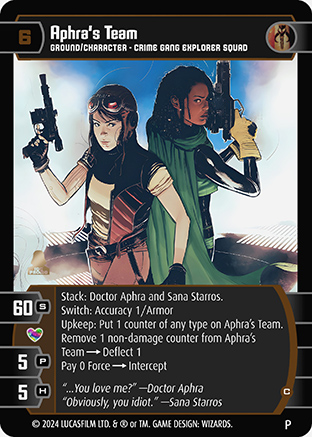 6
Aphra's Team
GROUND/CHARACTER - CRIME GANG EXPLORER SQUAD
60 S
5 P
5 H
Stack: Doctor Aphra and Sana Starros.
Switch: Accuracy 1/Armor
Upkeep: Put 1 counter of any type on Aphra's Team.
Remove 1 non-damage counter from Aphra's
Team → Deflect 1
Pay 0 Force → Intercept
"...You love me?" —Doctor Aphra
"Obviously, you idiot." —Sana Starros
C
© 2024 LUCASFILM LTD. & ® OR TM. GAME DESIGN: WIZARDS.
P